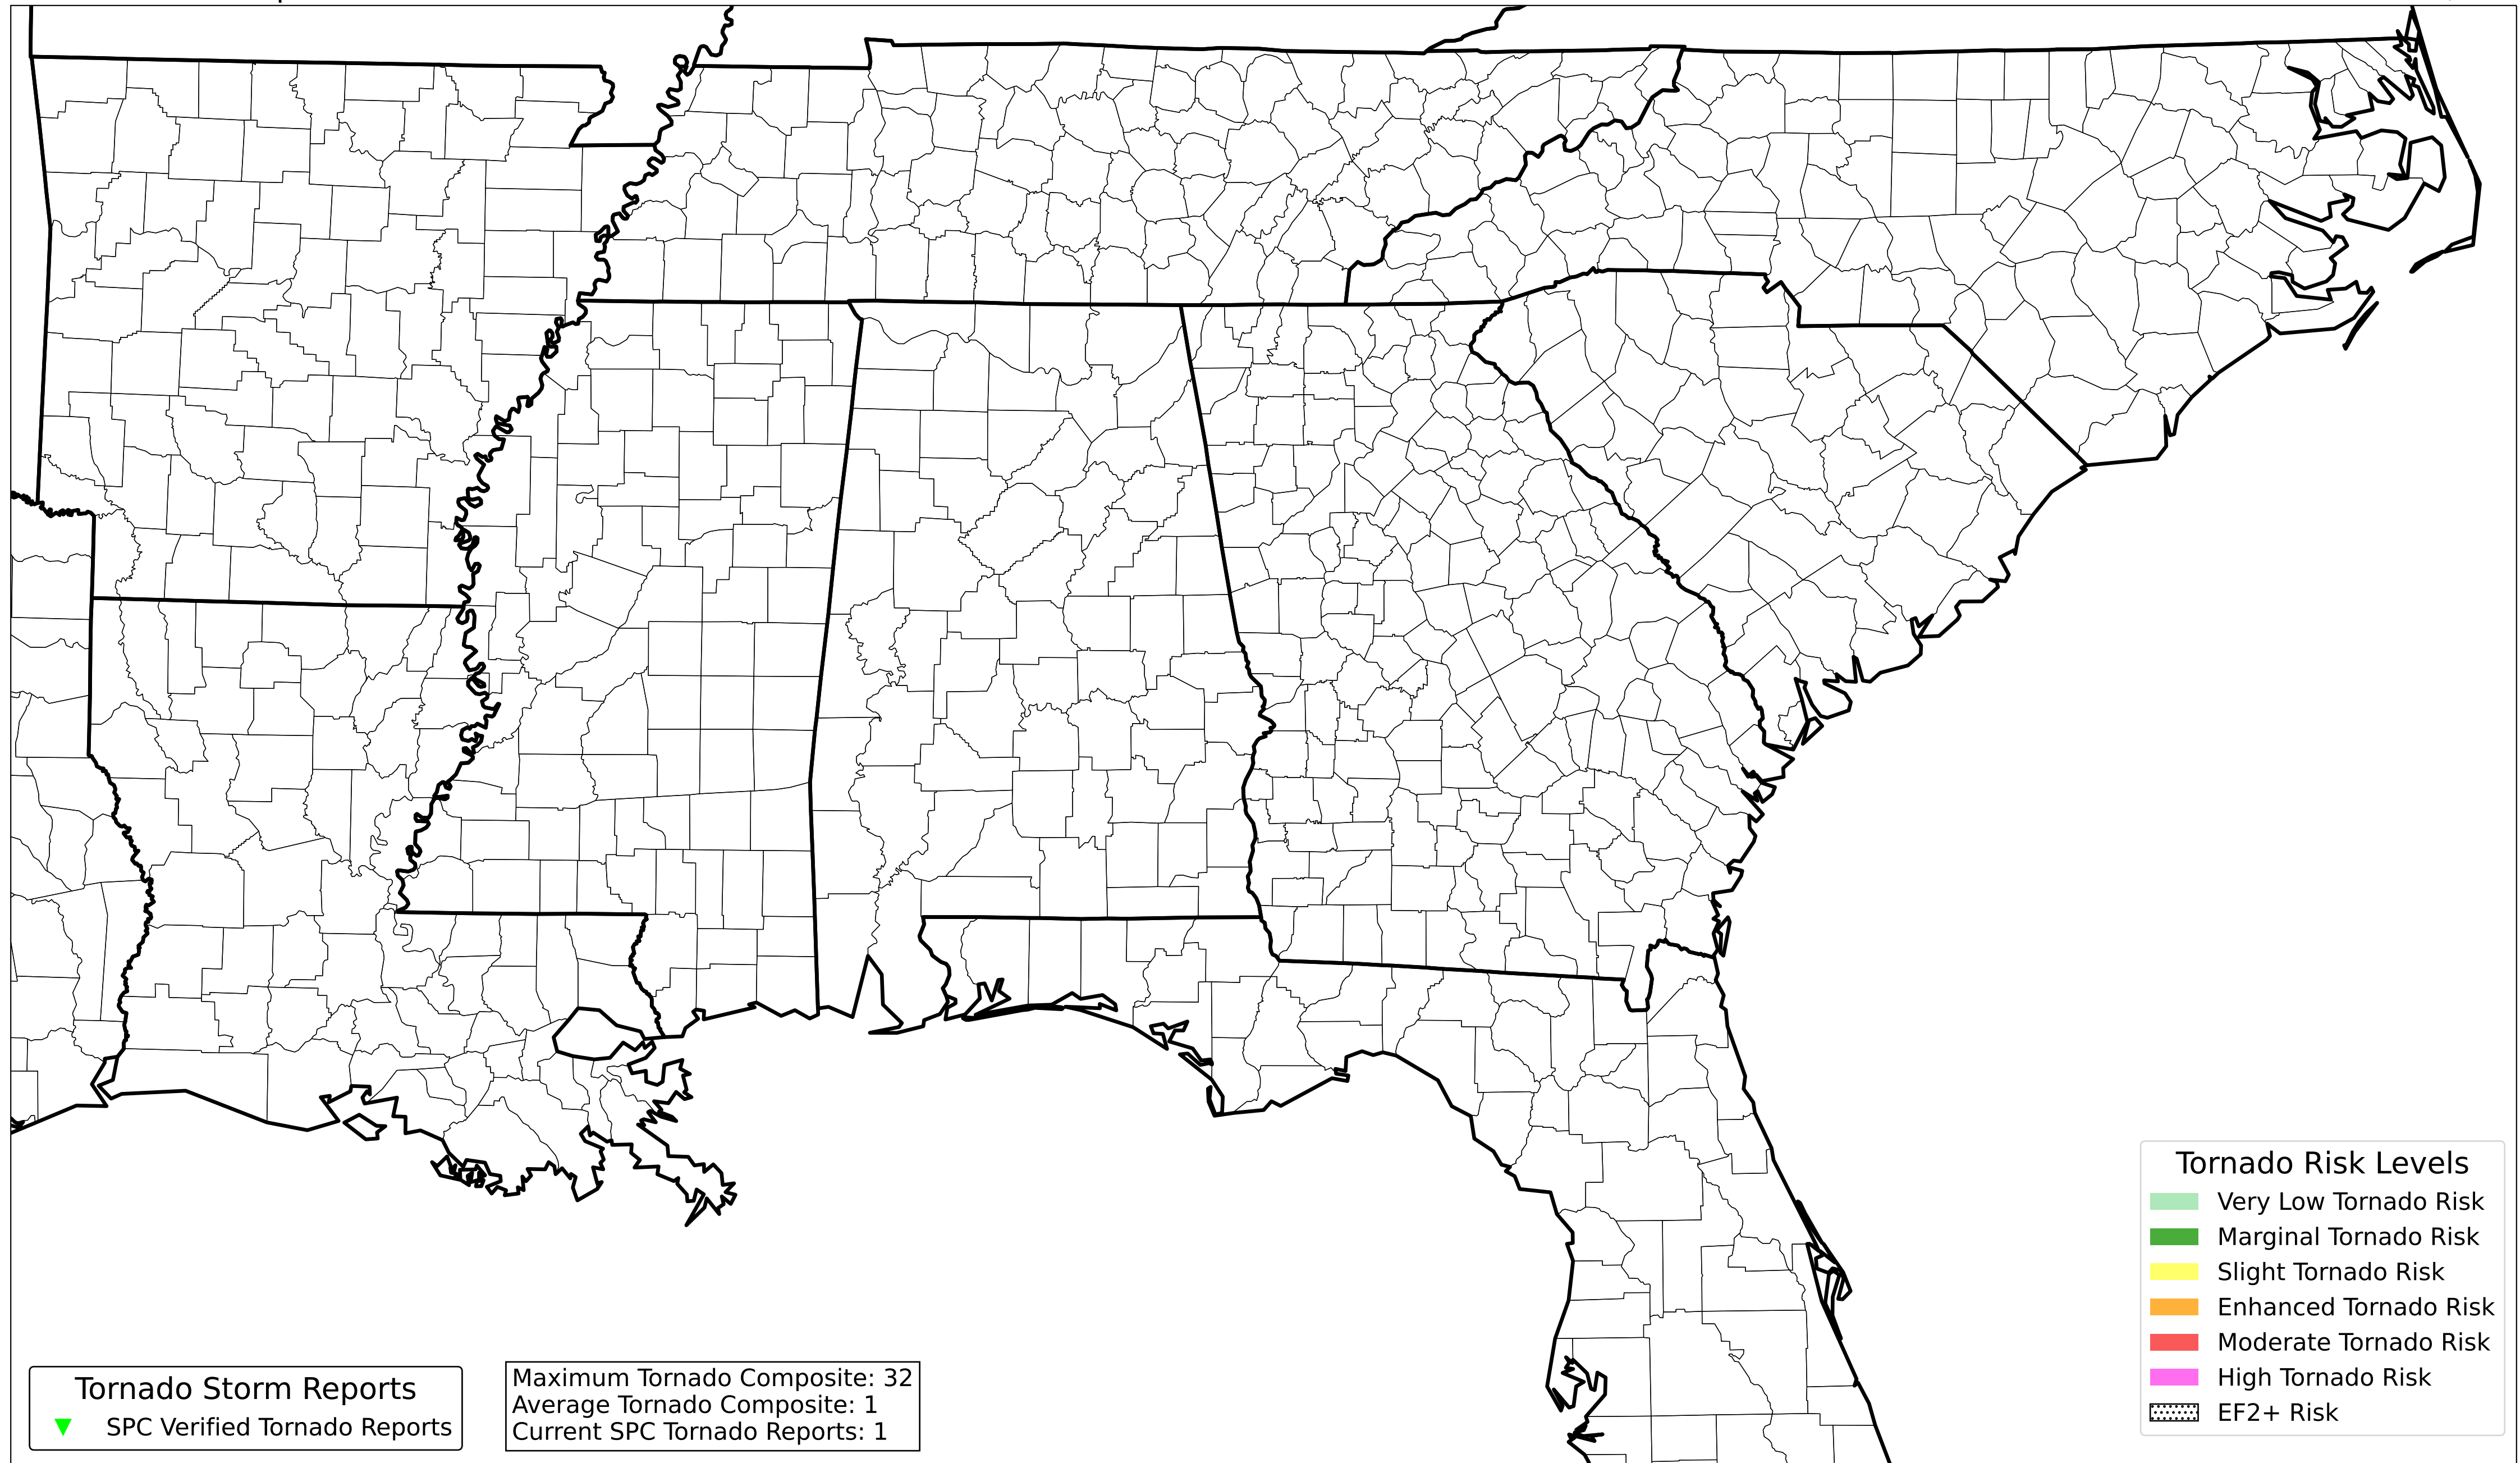 Tornado Storm Reports
SPC Verified Tornado Reports
Maximum Tornado Composite: 32
Average Tornado Composite: 1
Current SPC Tornado Reports: 1
Tornado Risk Levels
Very Low Tornado Risk
Marginal Tornado Risk
Slight Tornado Risk
Enhanced Tornado Risk
Moderate Tornado Risk
High Tornado Risk
EF2+ Risk